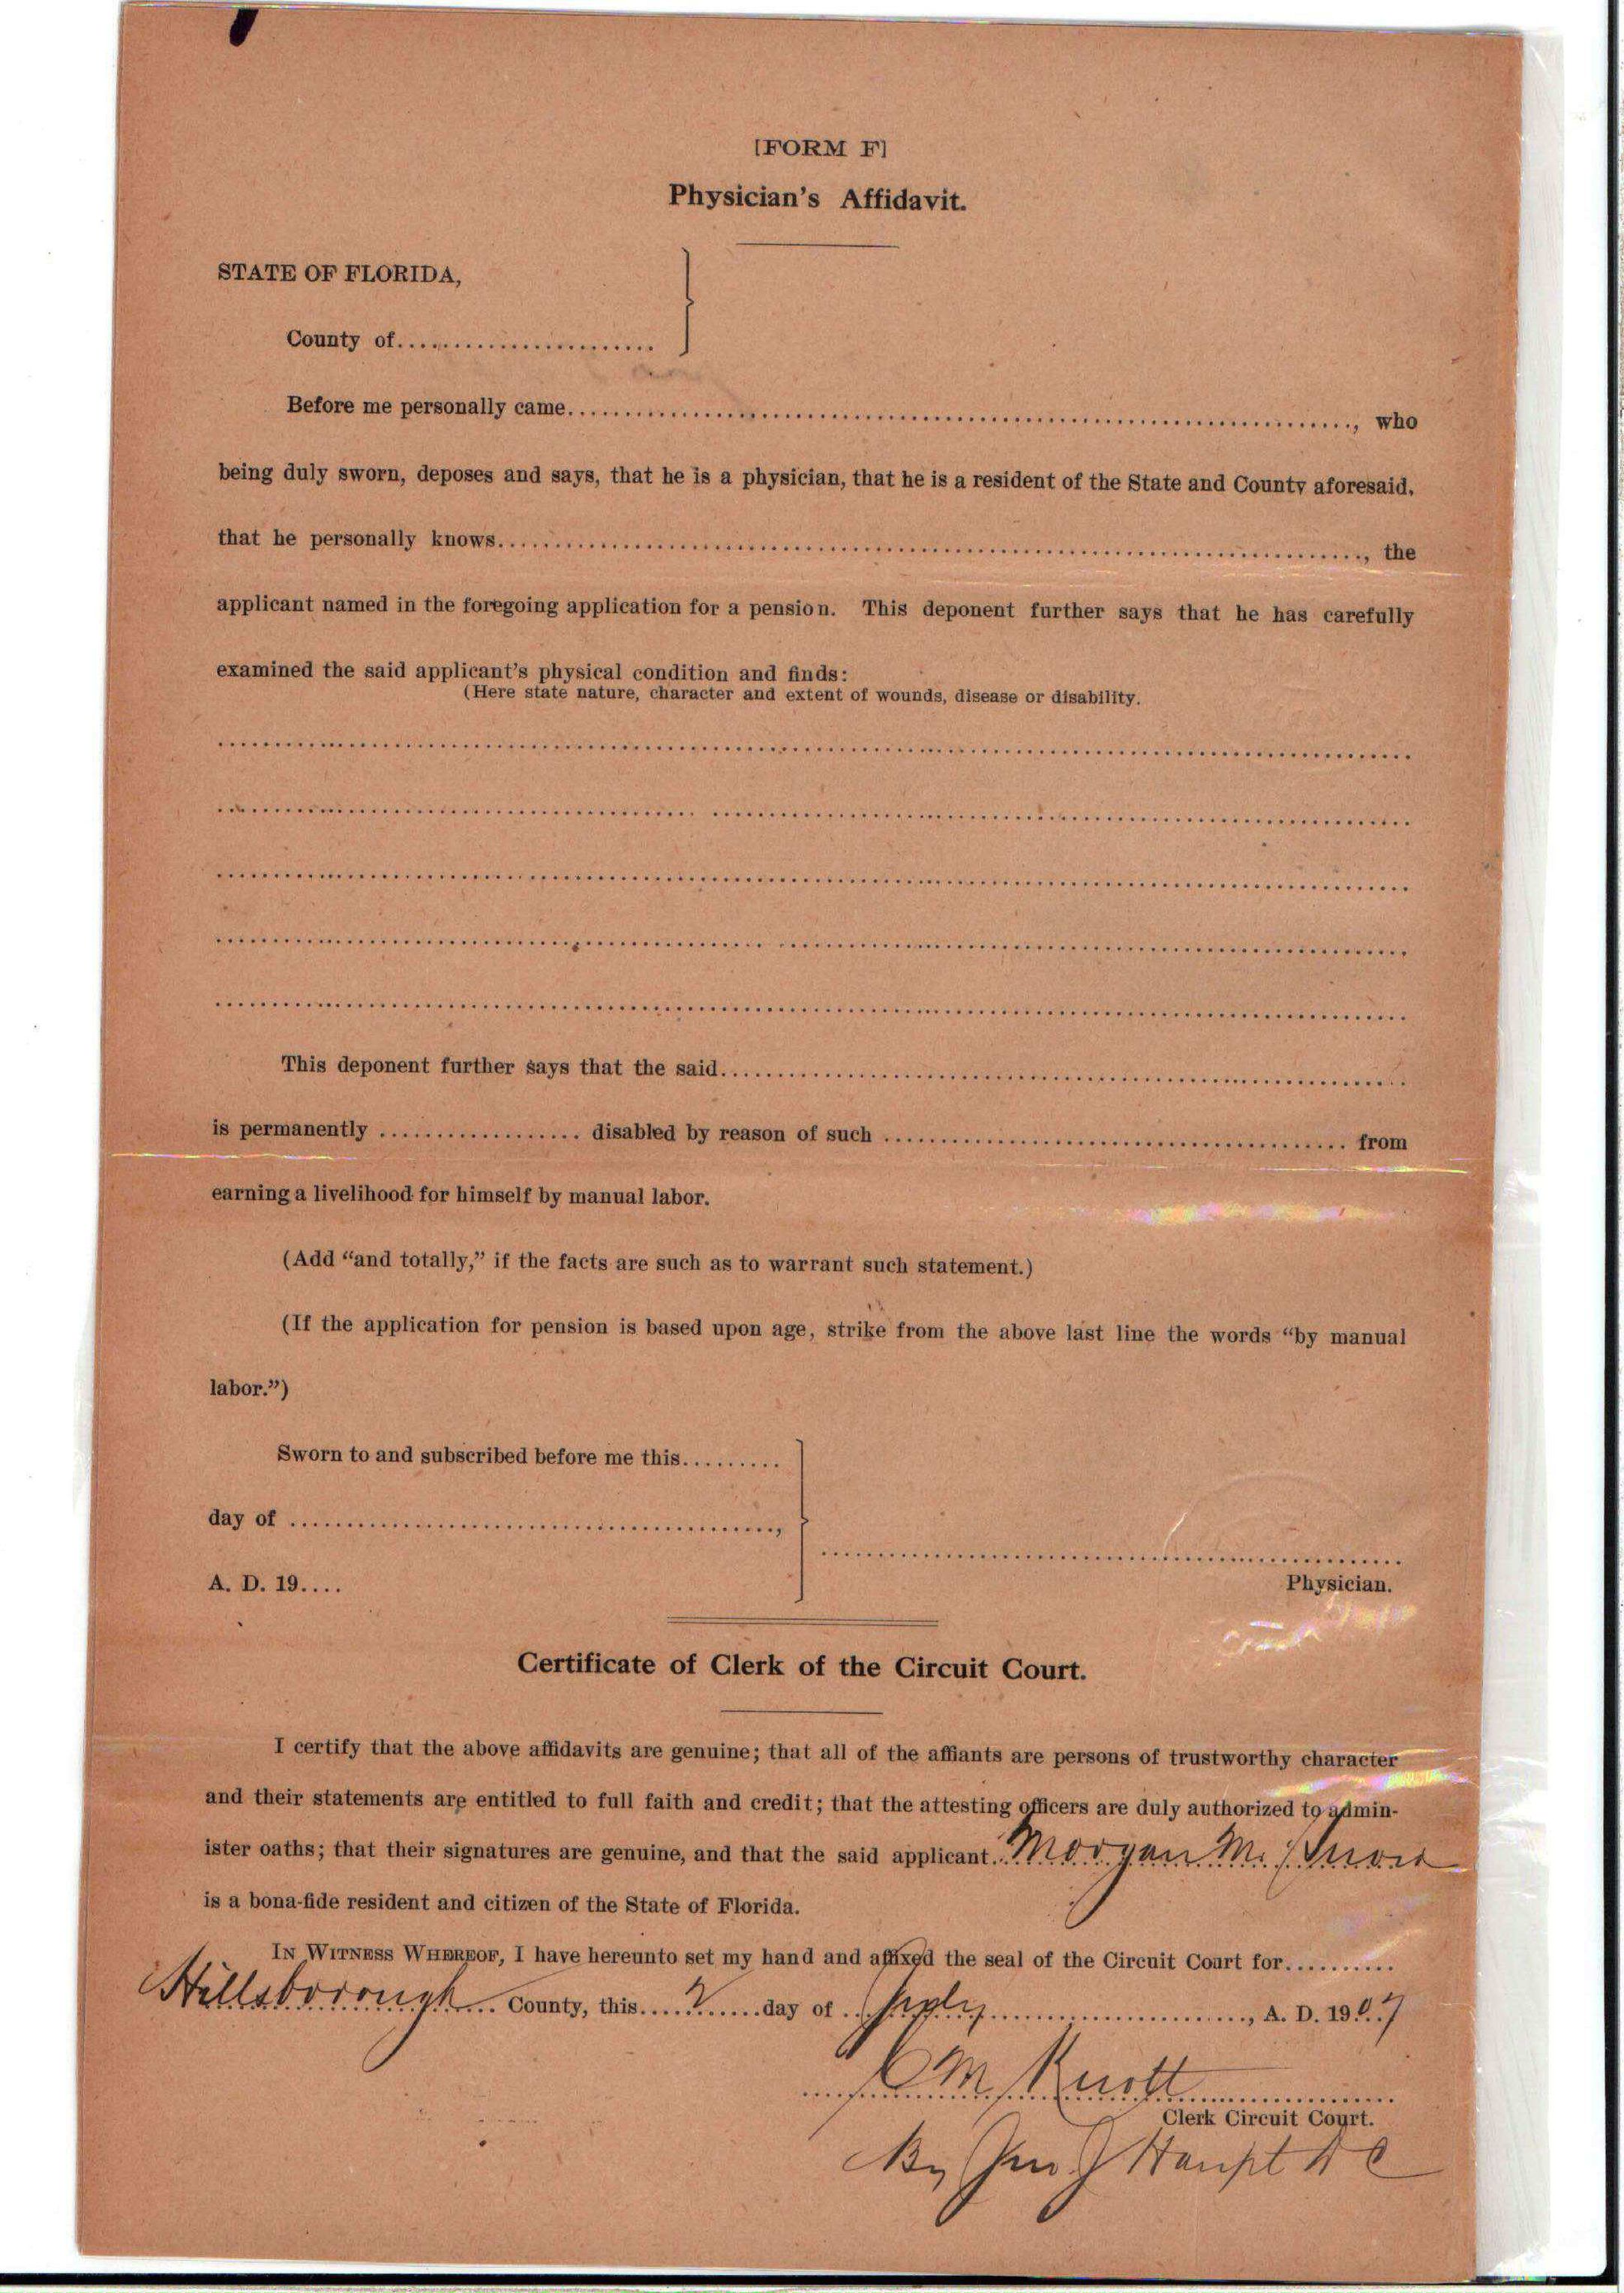 [FORM F]
Physician's Affidavit.
STATE OF FLORIDA,
County of........................
Before me personally came......................................................................, who
being duly sworn, deposes and says, that he is a physician, that he is a resident of the State and County aforesaid,
that he personally knows............................................................................., the
applicant named in the foregoing application for a pension. This deponent further says that he has carefully
examined the said applicant's physical condition and finds:
(Here state nature, character and extent of wounds, disease or disability.
This deponent further says that the said............................................................
is permanently .................. disabled by reason of such ......................................... from
earning a livelihood for himself by manual labor.
(Add "and totally," if the facts are such as to warrant such statement.)
(If the application for pension is based upon age, strike from the above last line the words "by manual
labor.")
Sworn to and subscribed before me this.........
day of ...........................................,
A. D. 19....
Physician.
Certificate of Clerk of the Circuit Court.
I certify that the above affidavits are genuine; that all of the affiants are persons of trustworthy character
and their statements are entitled to full faith and credit; that the attesting officers are duly authorized to admin-
ister oaths; that their signatures are genuine, and that the said applicant Morgan M.
is a bona-fide resident and citizen of the State of Florida.
IN WITNESS WHEREOF, I have hereunto set my hand and affixed the seal of the Circuit Court for..........
Hillsborough County, this 2 day of July, A. D. 1907
M Knott
Clerk Circuit Court.
By Jno J Haupt D C